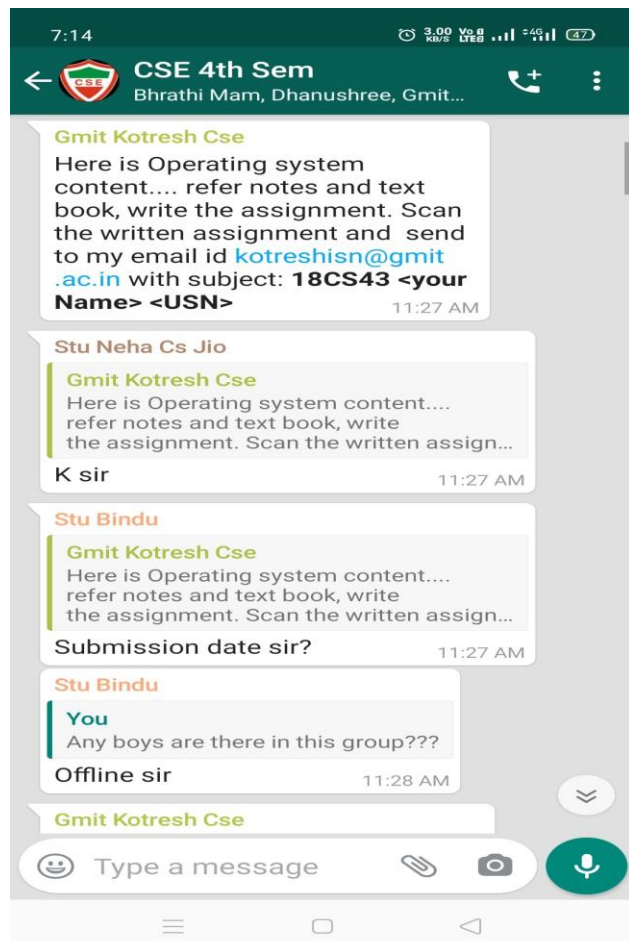 7:14
3.00 KB/S Vo LTE 4G 47
CSE
CSE 4th Sem
Bhrathi Mam, Dhanushree, Gmit...
Gmit Kotresh Cse
Here is Operating system
content.... refer notes and text
book, write the assignment. Scan
the written assignment and send
to my email id kotreshisn@gmit
.ac.in with subject: 18CS43 <your
Name> <USN>
11:27 AM
Stu Neha Cs Jio
Gmit Kotresh Cse
Here is Operating system content....
refer notes and text book, write
the assignment. Scan the written assign...
K sir
11:27 AM
Stu Bindu
Gmit Kotresh Cse
Here is Operating system content....
refer notes and text book, write
the assignment. Scan the written assign...
Submission date sir?
11:27 AM
Stu Bindu
You
Any boys are there in this group???
Offline sir
11:28 AM
Gmit Kotresh Cse
Type a message